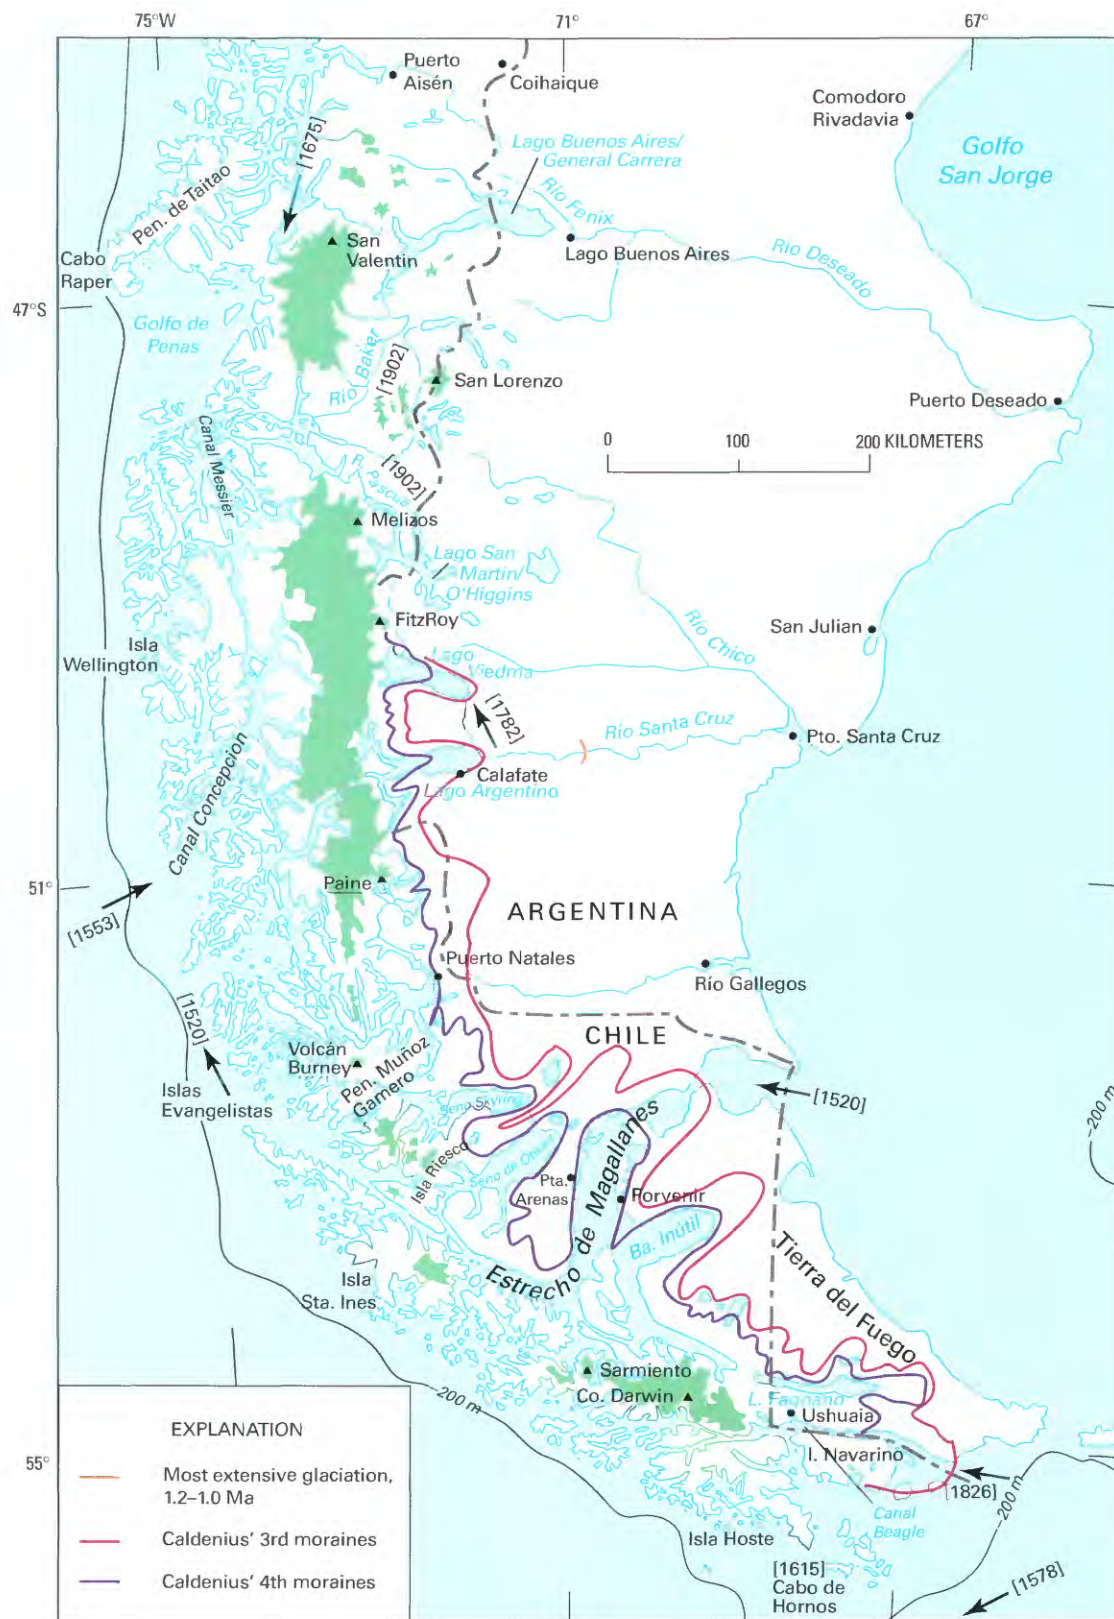 75°W
71°
67°
Puerto
Aisén
Coihaique
Comodoro
Rivadavia
Golfo
San Jorge
[1675]
Lago Buenos Aires/
General Carrera
Pen. de Taitao
Río Fenix
San
Valentin
Lago Buenos Aires
Río Deseado
Cabo
Raper
47°S
Golfo de
Penas
Río Baker
[1902]
San Lorenzo
Puerto Deseado
0 100 200 KILOMETERS
Canal Messier
R. Pascua
[1902]
Melizos
Lago San
Martin/
O'Higgins
FitzRoy
San Julian
Río Chico
Isla
Wellington
Lago
Viedma
[1782]
Río Santa Cruz
Pto. Santa Cruz
Calafate
Lago Argentino
Canal Concepcion
51°
Paine
[1553]
ARGENTINA
Puerto Natales
Río Gallegos
[1520]
CHILE
Volcán
Burney
Pen. Muñoz
Gamero
Islas
Evangelistas
Seno Skyring
[1520]
200 m
Isla Riesco
Seno de Otway
Pta.
Arenas
Porvenir
Estrecho de Magallanes
Ba. Inútil
Tierra del Fuego
Isla
Sta. Ines
Sarmiento
Co. Darwin
200 m
L. Fagnano
Ushuaia
I. Navarino
55°
[1826]
200 m
Canal
Beagle
Isla Hoste
[1615]
Cabo de
Hornos
[1578]
EXPLANATION
Most extensive glaciation,
1.2–1.0 Ma
Caldenius' 3rd moraines
Caldenius' 4th moraines